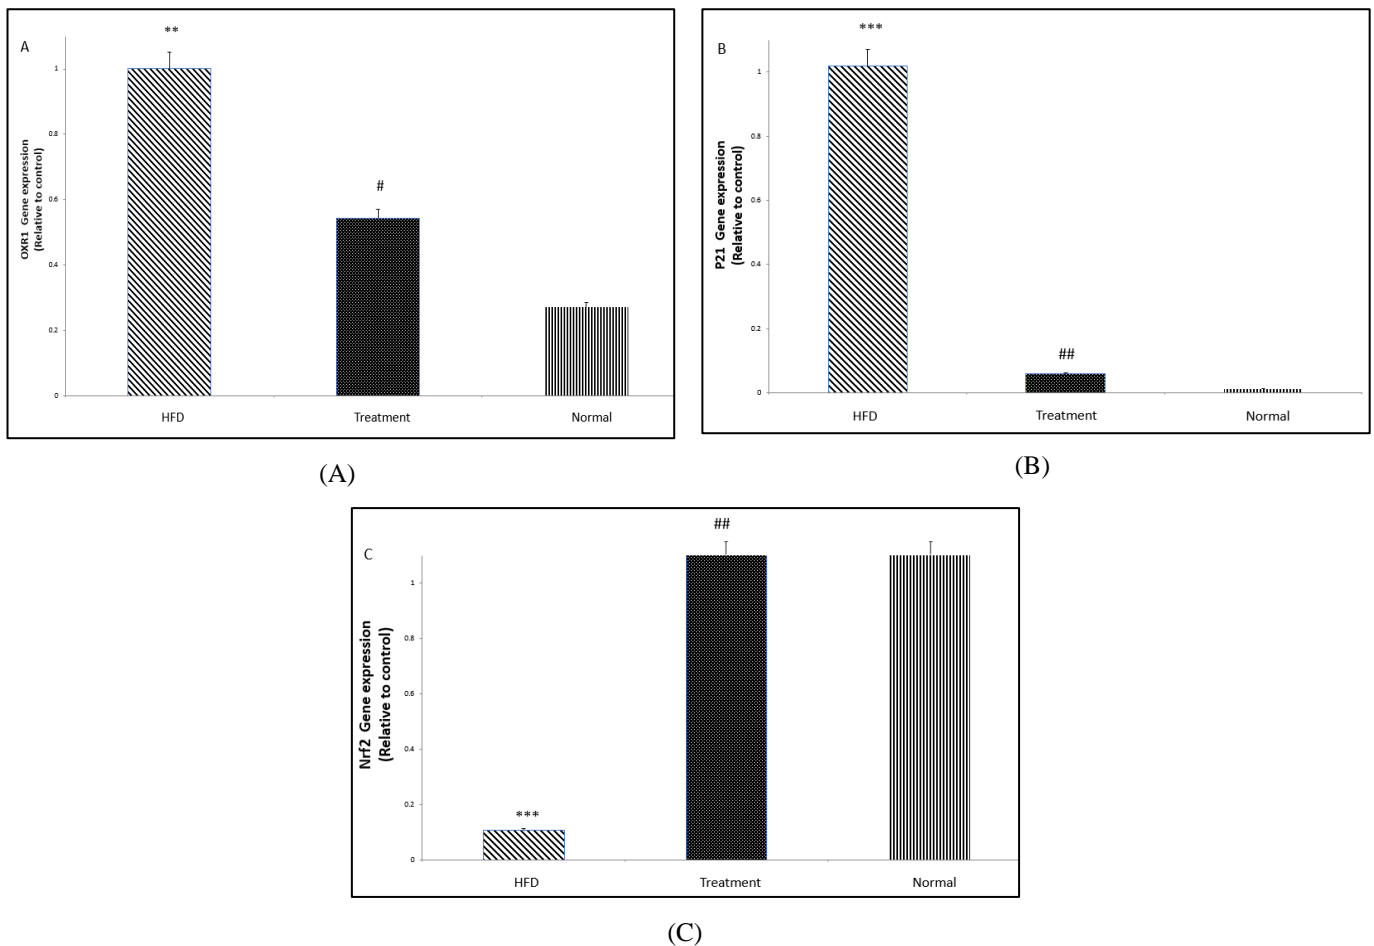 A
**
1
0.8
0.6
0.4
0.2
0
#
OXR1 Gene expression
(Relative to control)
HFD Treatment Normal
(A)
B
***
1
0.8
0.6
0.4
0.2
0
##
P21 Gene expression
(Relative to control)
HFD Treatment Normal
(B)
C
##
1
0.8
0.6
0.4
0.2
0
***
Nrf2 Gene expression
(Relative to control)
HFD Treatment Normal
(C)